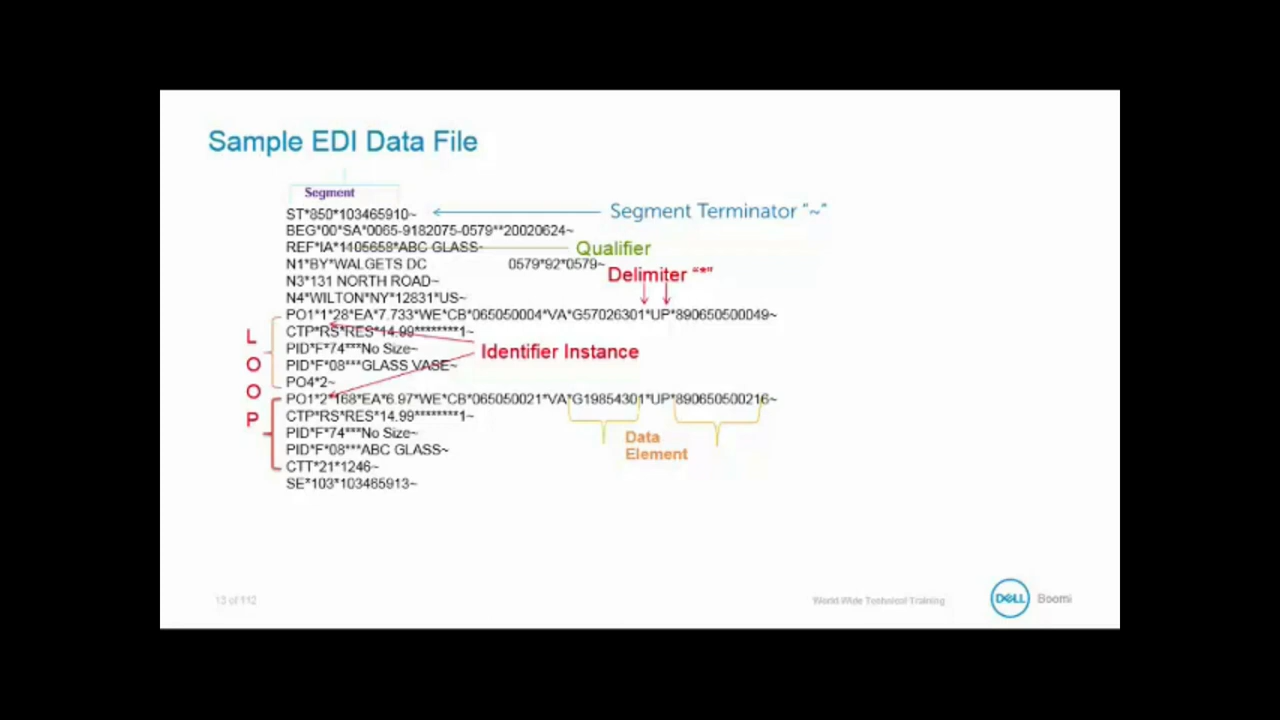 Sample EDI Data File
Segment
ST*850*103465910~
Segment Terminator "~"
BEG*00*SA*0065-9182075-0579**20020624~
REF*IA*1405658*ABC GLASS~
Qualifier
N1*BY*WALGETS DC 0579*92*0579~
Delimiter "*"
N3*131 NORTH ROAD~
N4*WILTON*NY*12831*US~
PO1*1*28*EA*7.733*WE*CB*065050004*VA*G57026301*UP*890650500049~
CTP*RS*RES*14.99********1~
PID*F*74***No Size~
Identifier Instance
PID*F*08***GLASS VASE~
PO4*2~
LOOP
PO1*2*168*EA*6.97*WE*CB*065050021*VA*G19854301*UP*890650500216~
CTP*RS*RES*14.99********1~
PID*F*74***No Size~
Data
Element
PID*F*08***ABC GLASS~
CTT*21*1246~
SE*103*103465913~
13 of 112
World Wide Technical Training
DELL Boomi